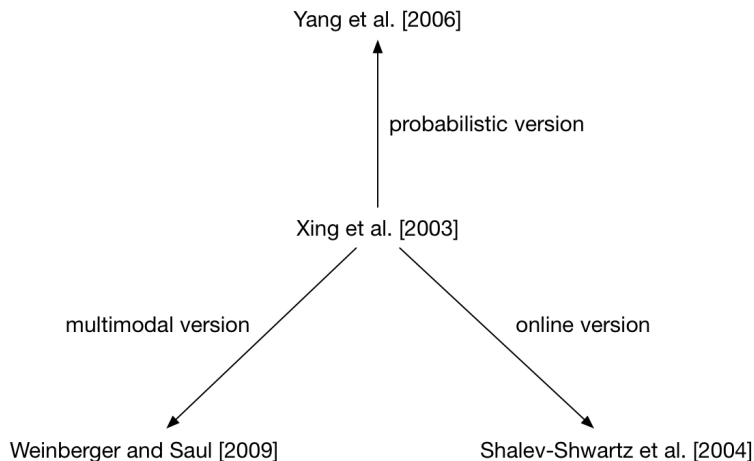 Yang et al. [2006]
probabilistic version
Xing et al. [2003]
multimodal version
online version
Weinberger and Saul [2009]
Shalev-Shwartz et al. [2004]